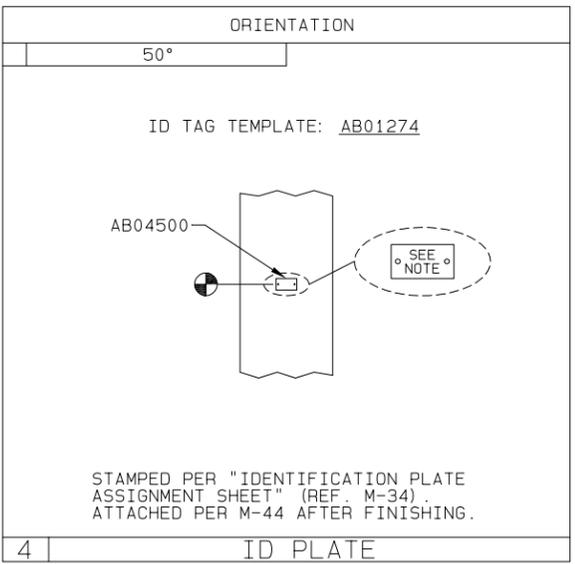 ORIENTATION
50°
ID TAG TEMPLATE: AB01274
AB04500
SEE
NOTE
STAMPED PER "IDENTIFICATION PLATE
ASSIGNMENT SHEET" (REF. M-34).
ATTACHED PER M-44 AFTER FINISHING.
4 ID PLATE